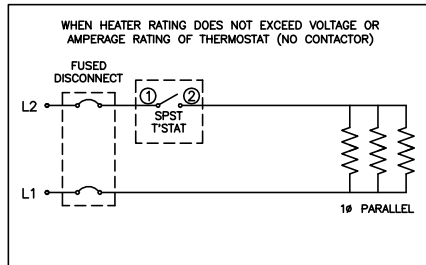 WHEN HEATER RATING DOES NOT EXCEED VOLTAGE OR
AMPERAGE RATING OF THERMOSTAT (NO CONTACTOR)
FUSED
DISCONNECT
L2
1 2
SPST
T'STAT
L1
1ø PARALLEL